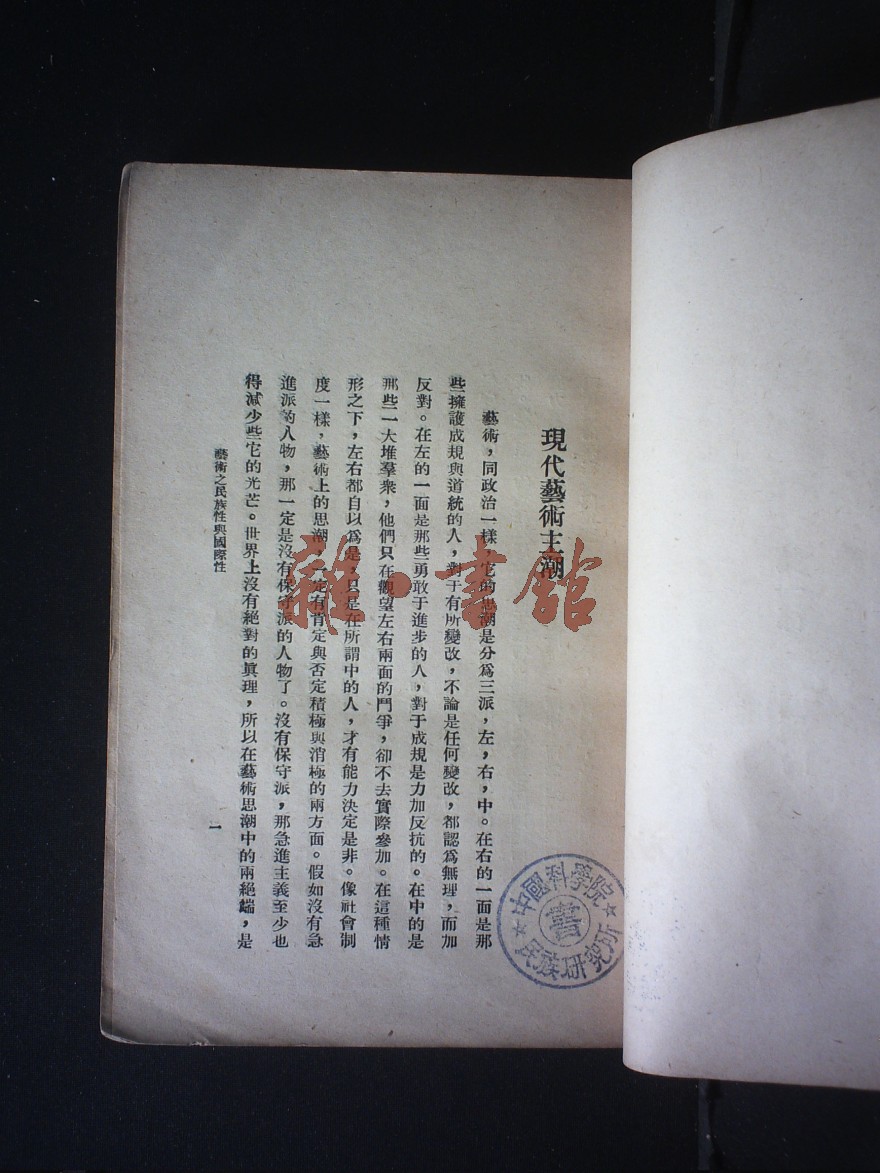 現代藝術主潮
藝術，同政治一樣，它的思潮是分爲三派，左，右，中。在右的一面是那
些擁護成規與道統的人，對于有所變改，不論是任何變改，都認爲無理，而加
反對。在左的一面是那些勇敢于進步的人，對于成規是力加反抗的。在中的是
那些一大堆羣衆，他們只在觀望左右兩面的鬥爭，卻不去實際參加。在這種情
形之下，左右都自以爲是，只是在所謂中的人，才有能力決定是非。像社會制
度一樣，藝術上的思潮，一定有肯定與否定積極與消極的兩方面。假如沒有急
進派的人物，那一定是沒有保守派的人物了。沒有保守派，那急進主義至少也
得減少些它的光芒。世界上沒有絕對的眞理，所以在藝術思潮中的兩絕端，是
藝術之民族性與國際性
一
中國科學院
民族研究所
書
雜·書館